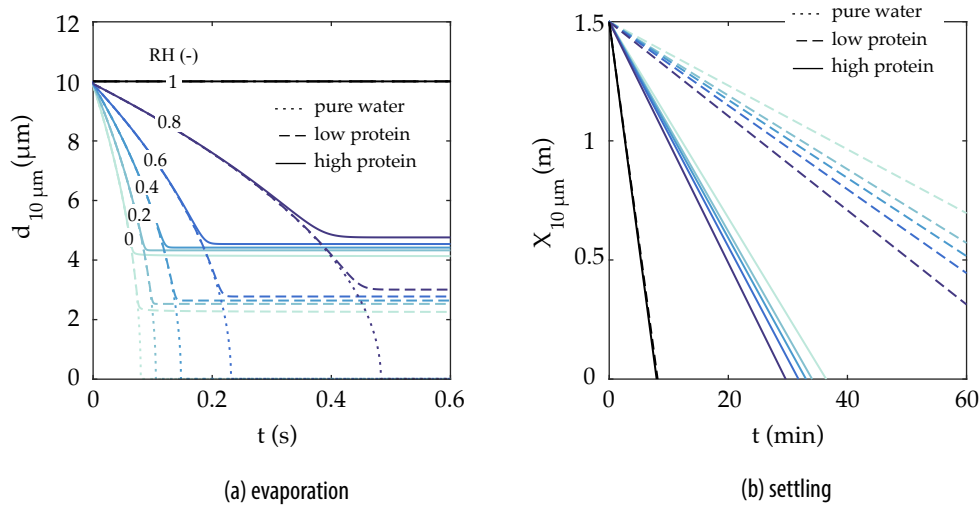 12
10
8
6
4
2
0
d10 μm(μm)
RH (-)
1
0.8
0.6
0.4
0.2
0
pure water
low protein
high protein
0
0.2
0.4
0.6
t (s)
(a) evaporation
1.5
1
0.5
0
X10 μm(m)
pure water
low protein
high protein
0
20
40
60
t (min)
(b) settling